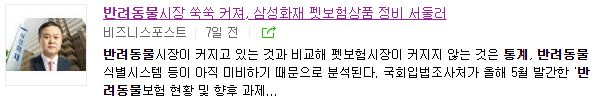 반려동물시장 쑥쑥 커져, 삼성화재 펫보험상품 정비 서둘러
비즈니스포스트 | 7일 전
반려동물시장이 커지고 있는 것과 비교해 펫보험시장이 커지지 않는 것은 통계, 반려동물
식별시스템 등이 아직 미비하기 때문으로 분석된다. 국회입법조사처가 올해 5월 발간한 '반
려동물보험 현황 및 향후 과제...